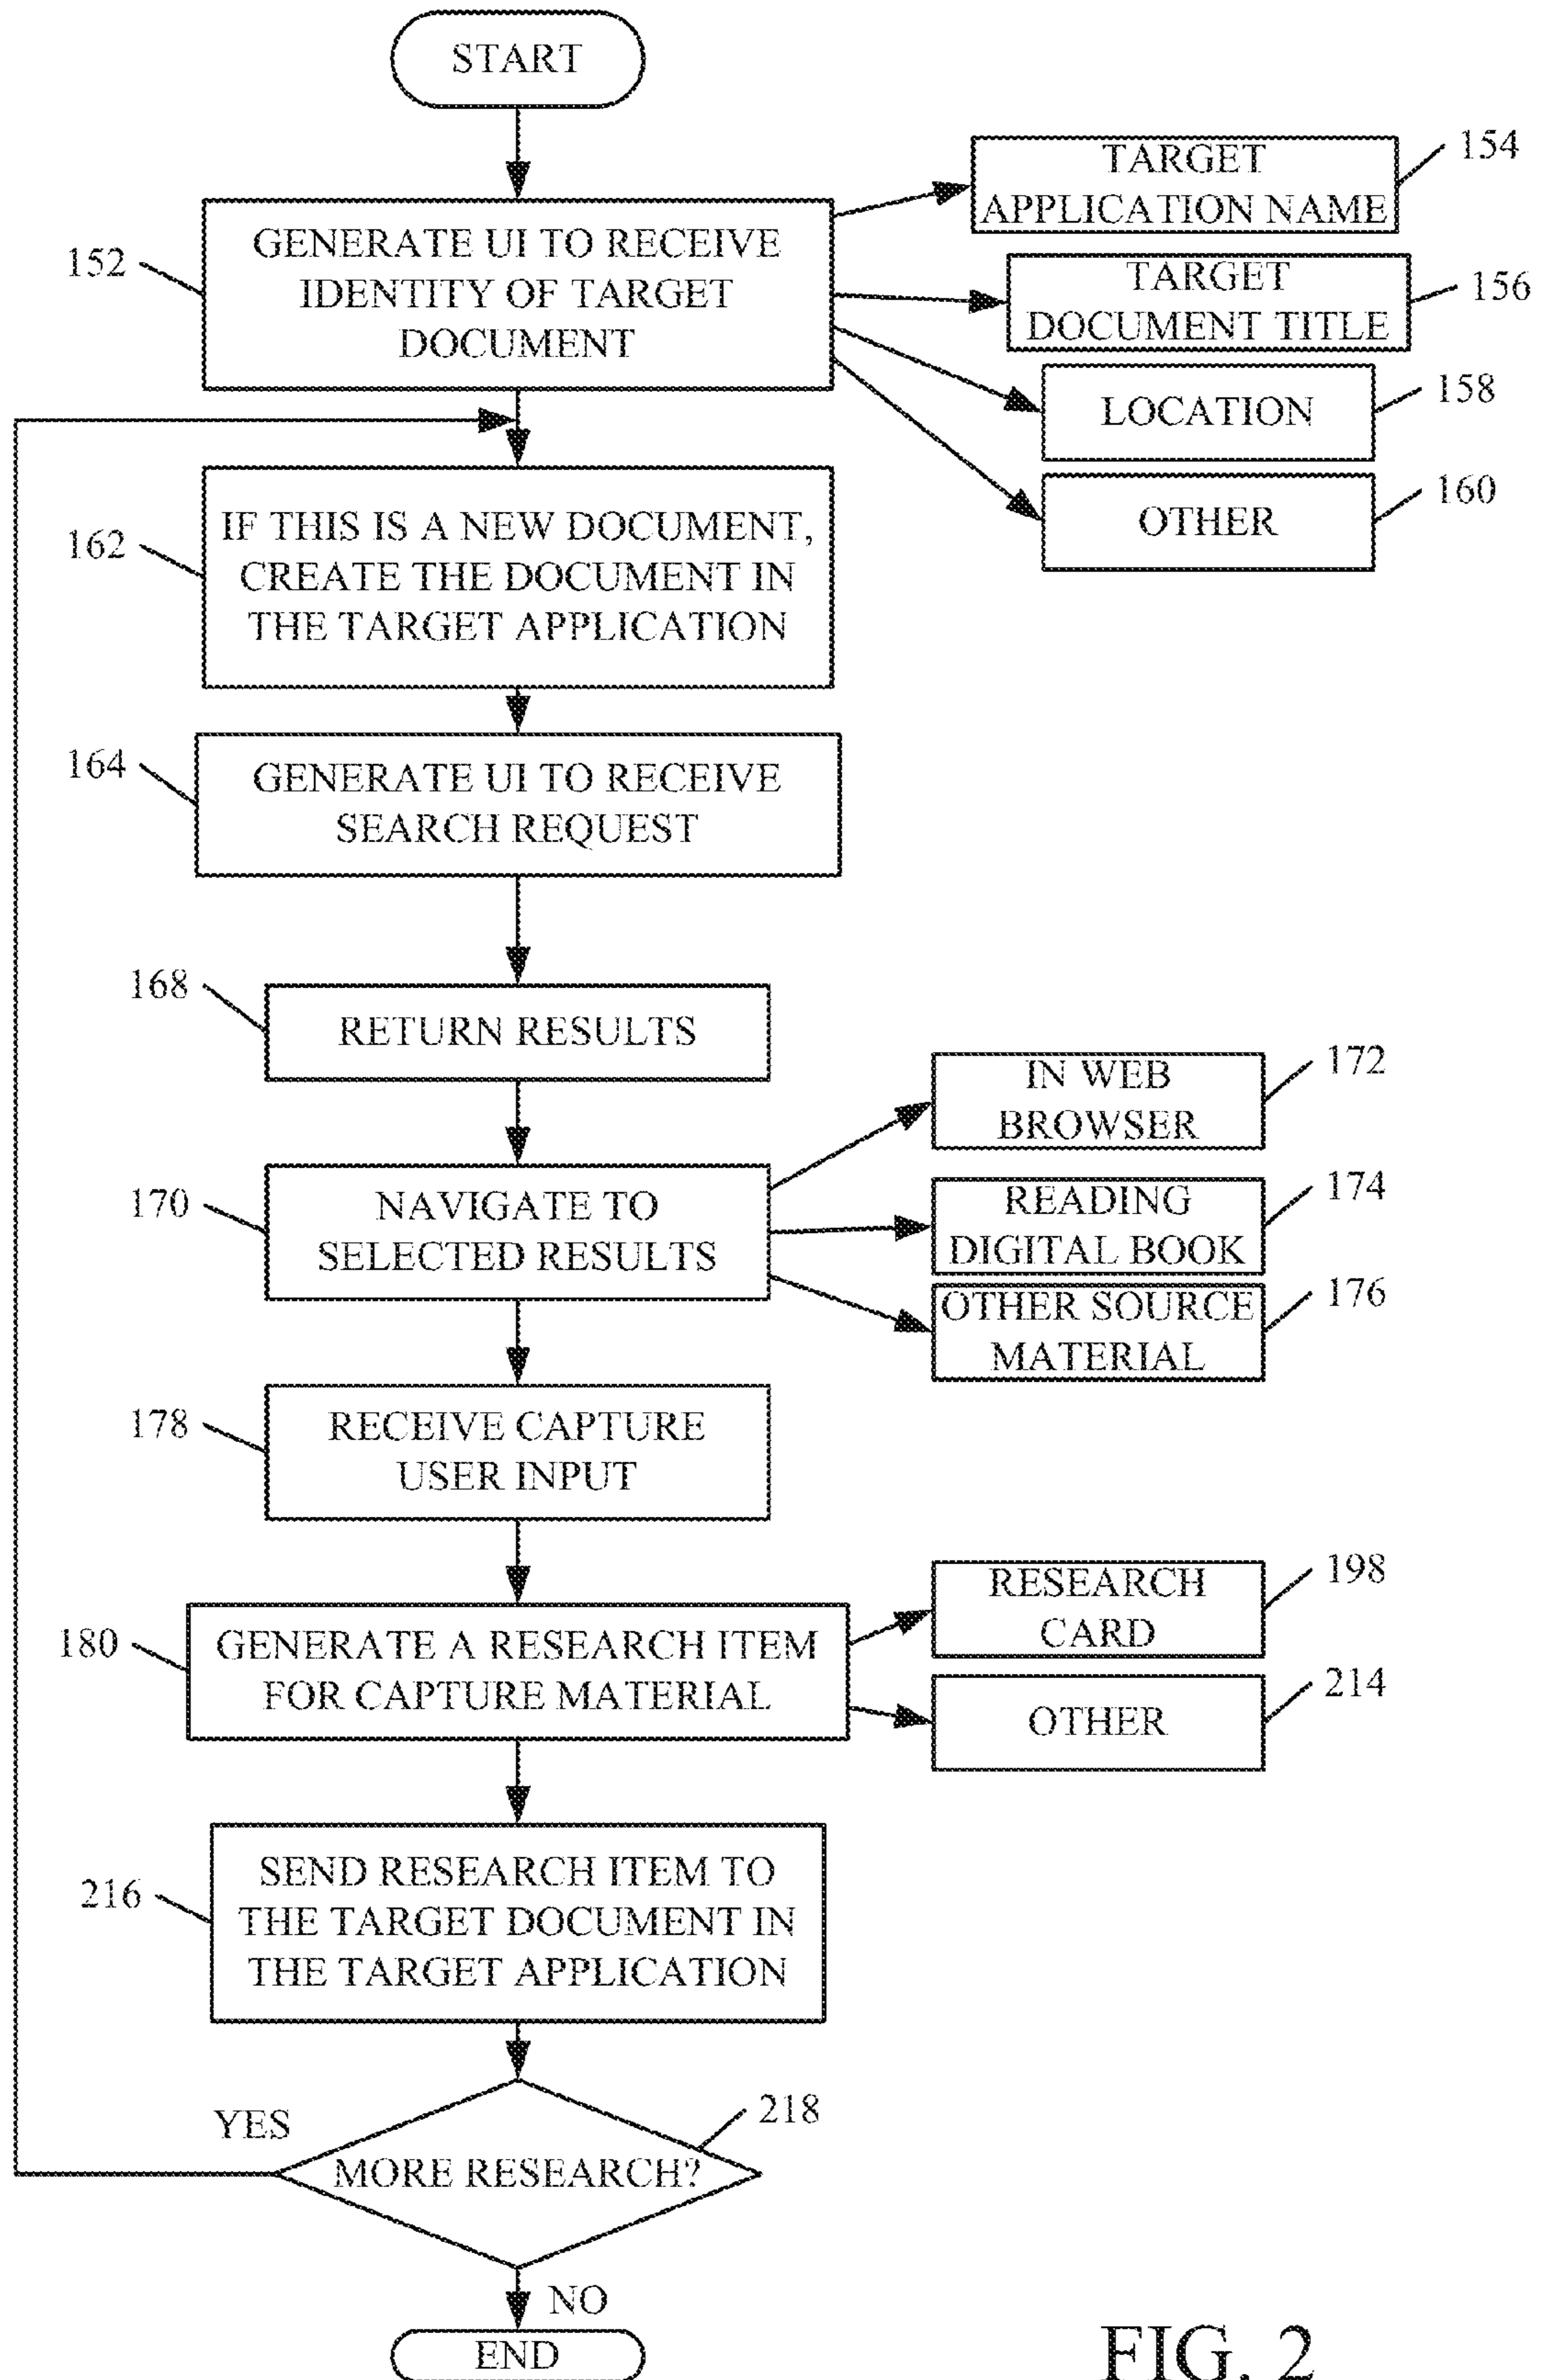 START
152
GENERATE UI TO RECEIVE
IDENTITY OF TARGET
DOCUMENT
TARGET
APPLICATION NAME
154
TARGET
DOCUMENT TITLE
156
LOCATION
158
OTHER
160
162
IF THIS IS A NEW DOCUMENT,
CREATE THE DOCUMENT IN
THE TARGET APPLICATION
164
GENERATE UI TO RECEIVE
SEARCH REQUEST
168
RETURN RESULTS
170
NAVIGATE TO
SELECTED RESULTS
IN WEB
BROWSER
172
READING
DIGITAL BOOK
174
OTHER SOURCE
MATERIAL
176
178
RECEIVE CAPTURE
USER INPUT
180
GENERATE A RESEARCH ITEM
FOR CAPTURE MATERIAL
RESEARCH
CARD
198
OTHER
214
216
SEND RESEARCH ITEM TO
THE TARGET DOCUMENT IN
THE TARGET APPLICATION
YES
MORE RESEARCH?
218
NO
END
FIG. 2